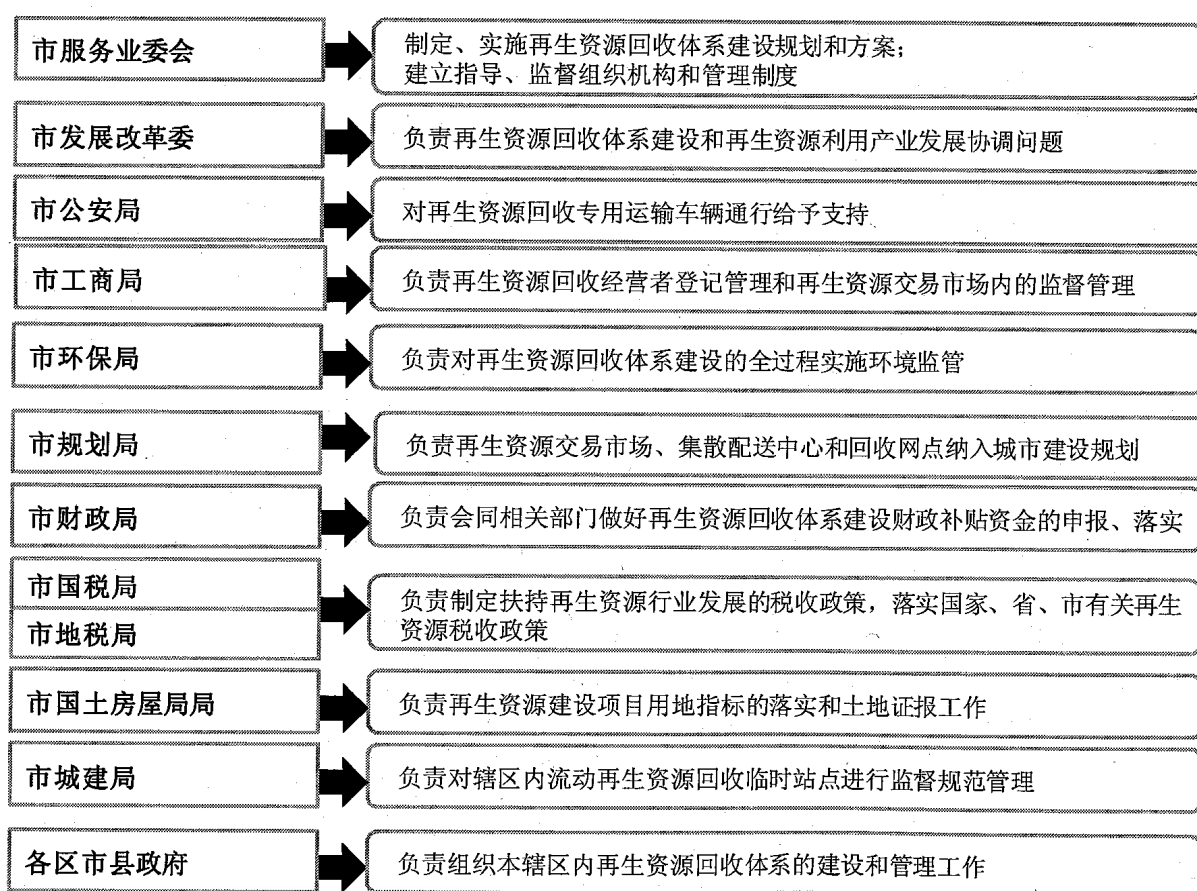 市服务业委会
制定、实施再生资源回收体系建设规划和方案；
建立指导、监督组织机构和管理制度
市发展改革委
负责再生资源回收体系建设和再生资源利用产业发展协调问题
市公安局
对再生资源回收专用运输车辆通行给予支持
市工商局
负责再生资源回收经营者登记管理和再生资源交易市场内的监督管理
市环保局
负责对再生资源回收体系建设的全过程实施环境监管
市规划局
负责再生资源交易市场、集散配送中心和回收网点纳入城市建设规划
市财政局
负责会同相关部门做好再生资源回收体系建设财政补贴资金的申报、落实
市国税局
市地税局
负责制定扶持再生资源行业发展的税收政策，落实国家、省、市有关再生
资源税收政策
市国土房屋局局
负责再生资源建设项目用地指标的落实和土地证报工作
市城建局
负责对辖区内流动再生资源回收临时站点进行监督规范管理
各区市县政府
负责组织本辖区内再生资源回收体系的建设和管理工作